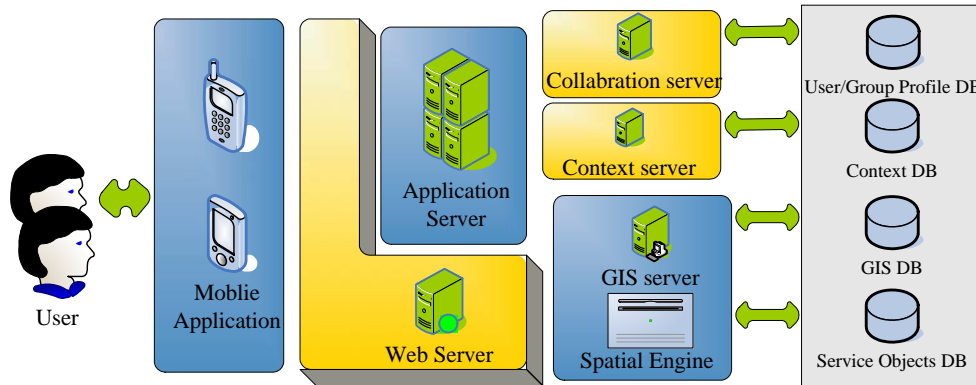 User
Moblie
Application
Web Server
Application
Server
Collabration server
Context server
GIS server
Spatial Engine
User/Group Profile DB
Context DB
GIS DB
Service Objects DB